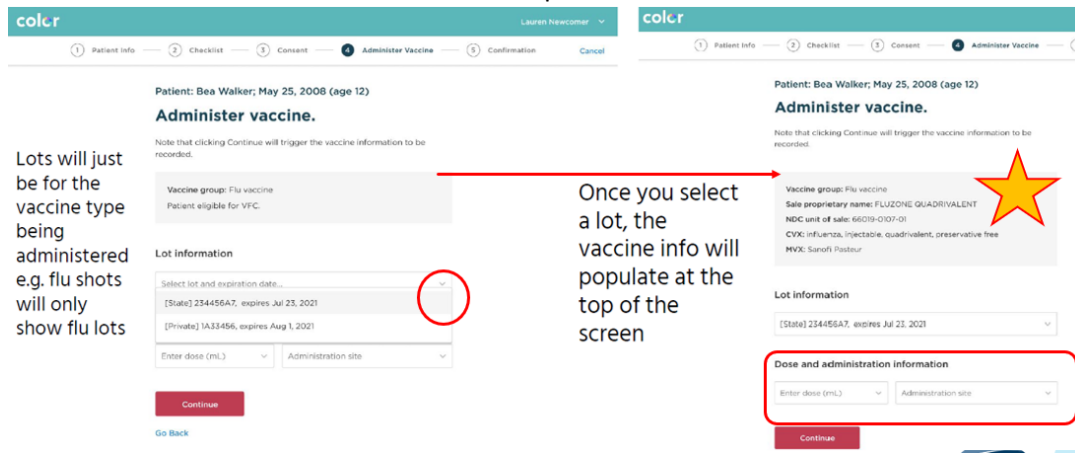 color
Lauren Newcomer
1 Patient Info
2 Checklist
3 Consent
4 Administer Vaccine
5 Confirmation
Cancel
Patient: Bea Walker; May 25, 2008 (age 12)
Administer vaccine.
Note that clicking Continue will trigger the vaccine information to be
recorded.
Vaccine group: Flu vaccine
Patient eligible for VFC.
Lot information
Select lot and expiration date...
[State] 234456A7, expires Jul 23, 2021
[Private] 1A33456, expires Aug 1, 2021
Enter dose (mL)
Administration site
Continue
Go Back
Lots will just
be for the
vaccine type
being
administered
e.g. flu shots
will only
show flu lots
Once you select
a lot, the
vaccine info will
populate at the
top of the
screen
color
1 Patient Info
2 Checklist
3 Consent
4 Administer Vaccine
Patient: Bea Walker; May 25, 2008 (age 12)
Administer vaccine.
Note that clicking Continue will trigger the vaccine information to be
recorded.
Vaccine group: Flu vaccine
Sale proprietary name: FLUZONE QUADRIVALENT
NDC unit of sale: 66019-0107-01
CVX: influenza, injectable, quadrivalent, preservative free
MVX: Sanofi Pasteur
Lot information
[State] 234456A7, expires Jul 23, 2021
Dose and administration information
Enter dose (mL)
Administration site
Continue